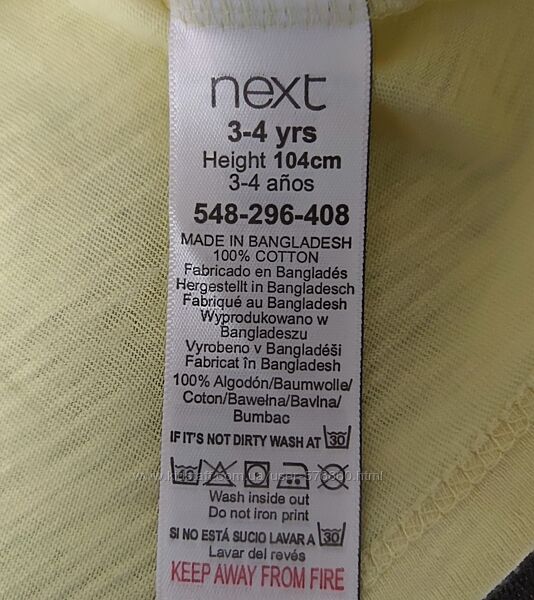 next
3-4 yrs
Height 104cm
3-4 años
548-296-408
MADE IN BANGLADESH
100% COTTON
Fabricado en Bangladés
Hergestellt in Bangladesch
Fabriqué au Bangladesh
Wyprodukowano w
Bangladeszu
Vyrobeno v Bangladéši
Fabricat în Bangladesh
100% Algodón/Baumwolle/
Coton/Bawełna/Bavlna/
Bumbac
IF IT'S NOT DIRTY WASH AT 30
Wash inside out
Do not iron print
SI NO ESTÁ SUCIO LAVAR A 30
Lavar del revés
KEEP AWAY FROM FIRE